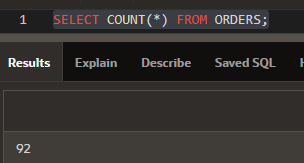 1 SELECT COUNT(*) FROM ORDERS;
Results Explain Describe Saved SQL
92